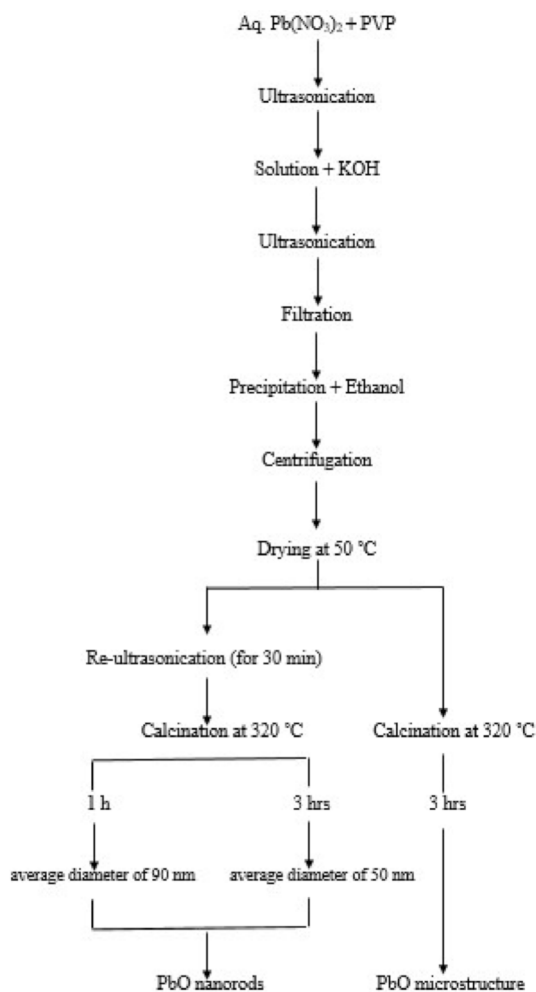 Aq. Pb(NO₃)₂ + PVP
Ultrasonication
Solution + KOH
Ultrasonication
Filtration
Precipitation + Ethanol
Centrifugation
Drying at 50 °C
Re-ultrasonication (for 30 min)
Calcination at 320 °C
Calcination at 320 °C
1 h
3 hrs
3 hrs
average diameter of 90 nm
average diameter of 50 nm
PbO nanorods
PbO microstructure